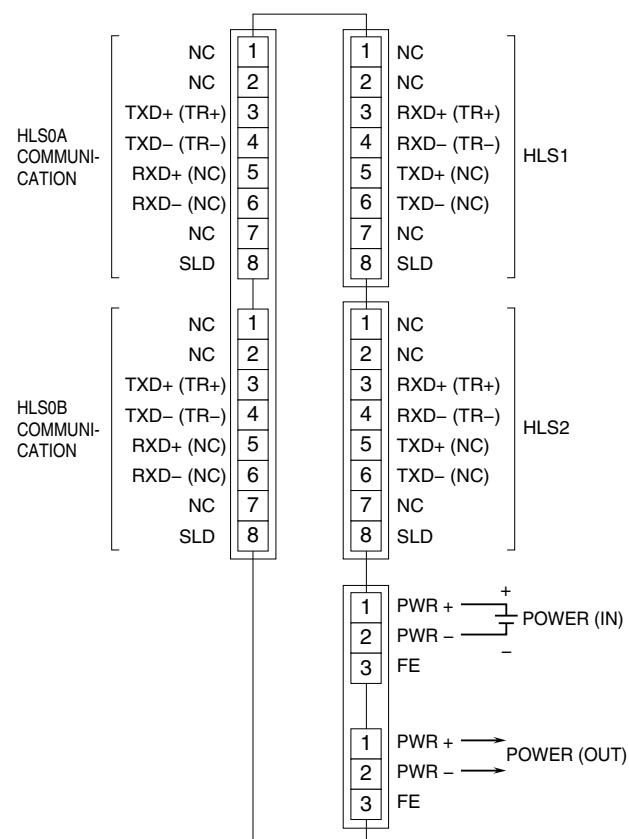 HLS0A
COMMUNI-
CATION
NC 1
NC 2
TXD+ (TR+) 3
TXD− (TR−) 4
RXD+ (NC) 5
RXD− (NC) 6
NC 7
SLD 8
1 NC
2 NC
3 RXD+ (TR+)
4 RXD− (TR−)
5 TXD+ (NC)
6 TXD− (NC)
7 NC
8 SLD
HLS1
HLS0B
COMMUNI-
CATION
NC 1
NC 2
TXD+ (TR+) 3
TXD− (TR−) 4
RXD+ (NC) 5
RXD− (NC) 6
NC 7
SLD 8
1 NC
2 NC
3 RXD+ (TR+)
4 RXD− (TR−)
5 TXD+ (NC)
6 TXD− (NC)
7 NC
8 SLD
HLS2
1 PWR +
2 PWR −
3 FE
+
POWER (IN)
−
1 PWR +
2 PWR −
3 FE
POWER (OUT)